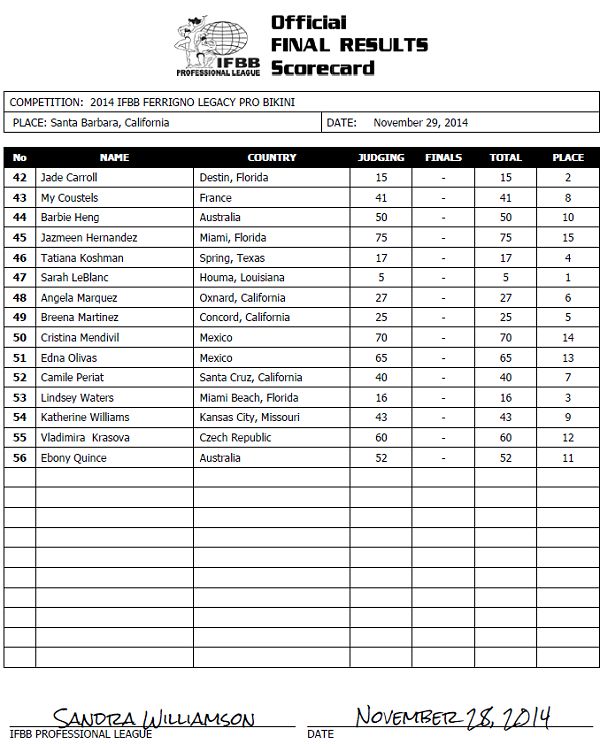 Official
FINAL RESULTS
Scorecard
IFBB
PROFESSIONAL LEAGUE
COMPETITION: 2014 IFBB FERRIGNO LEGACY PRO BIKINI
PLACE: Santa Barbara, California DATE: November 29, 2014
No NAME COUNTRY JUDGING FINALS TOTAL PLACE
42 Jade Carroll Destin, Florida 15 - 15 2
43 My Coustels France 41 - 41 8
44 Barbie Heng Australia 50 - 50 10
45 Jazmeen Hernandez Miami, Florida 75 - 75 15
46 Tatiana Koshman Spring, Texas 17 - 17 4
47 Sarah LeBlanc Houma, Louisiana 5 - 5 1
48 Angela Marquez Oxnard, California 27 - 27 6
49 Breena Martinez Concord, California 25 - 25 5
50 Cristina Mendivil Mexico 70 - 70 14
51 Edna Olivas Mexico 65 - 65 13
52 Camile Periat Santa Cruz, California 40 - 40 7
53 Lindsey Waters Miami Beach, Florida 16 - 16 3
54 Katherine Williams Kansas City, Missouri 43 - 43 9
55 Vladimira Krasova Czech Republic 60 - 60 12
56 Ebony Quince Australia 52 - 52 11
SANDRA WILLIAMSON NOVEMBER 28, 2014
IFBB PROFESSIONAL LEAGUE DATE